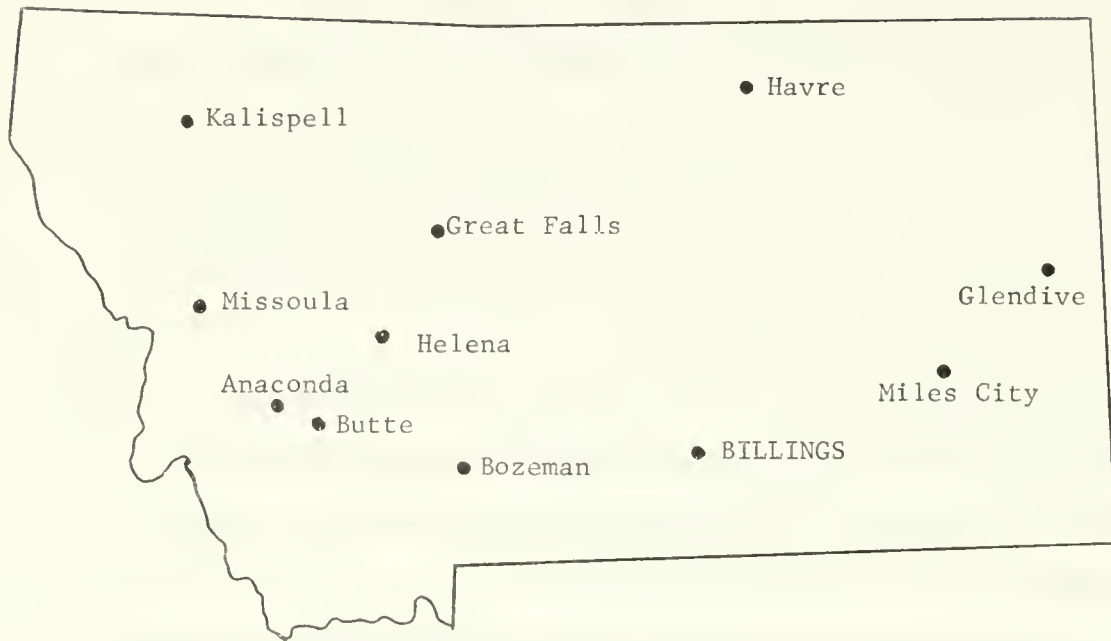 Havre
Kalispell
Great Falls
Glendive
Missoula
Helena
Miles City
Anaconda
Butte
BILLINGS
Bozeman